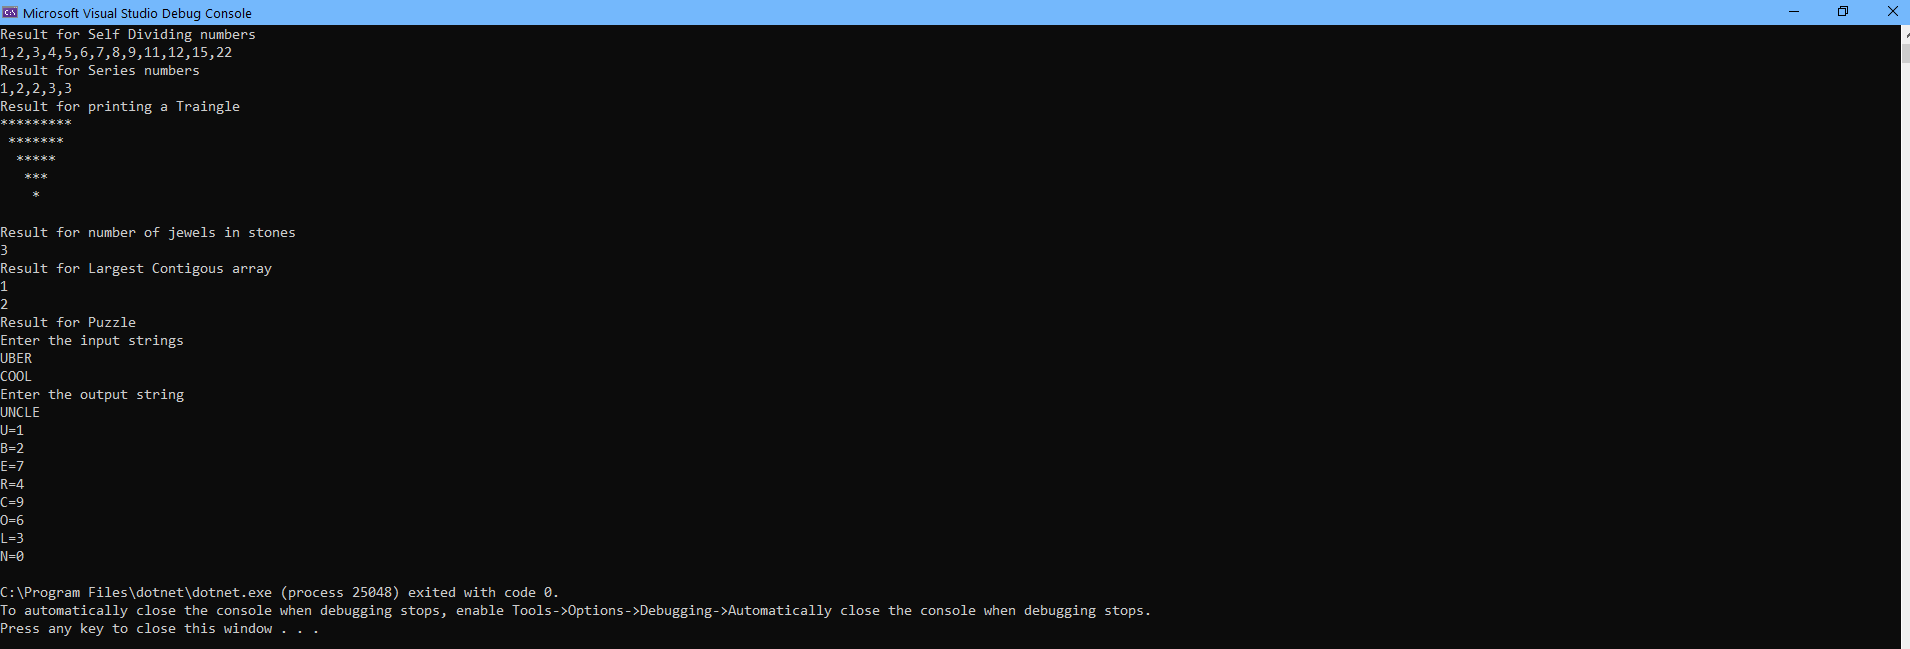 Microsoft Visual Studio Debug Console
Result for Self Dividing numbers
1,2,3,4,5,6,7,8,9,11,12,15,22
Result for Series numbers
1,2,2,3,3
Result for printing a Traingle
*********
 *******
  *****
   ***
    *
Result for number of jewels in stones
3
Result for Largest Contigous array
1
2
Result for Puzzle
Enter the input strings
UBER
COOL
Enter the output string
UNCLE
U=1
B=2
E=7
R=4
C=9
O=6
L=3
N=0
C:\Program Files\dotnet\dotnet.exe (process 25048) exited with code 0.
To automatically close the console when debugging stops, enable Tools->Options->Debugging->Automatically close the console when debugging stops.
Press any key to close this window . . .